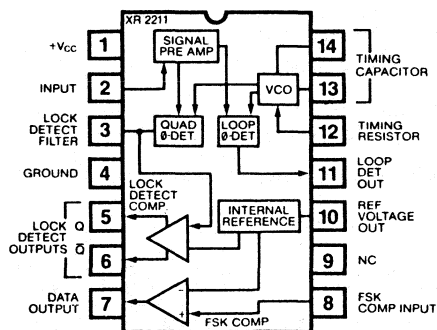 XR 2211
+VCC
1
INPUT
2
LOCK
DETECT
FILTER
3
GROUND
4
LOCK
DETECT
OUTPUTS
Q
5
Q̄
6
DATA
OUTPUT
7
SIGNAL
PRE AMP
VCO
QUAD
Ø-DET
LOOP
Ø-DET
LOCK
DETECT
COMP.
INTERNAL
REFERENCE
-
+
FSK COMP
14
13
TIMING
CAPACITOR
12
TIMING
RESISTOR
11
LOOP
DET
OUT
10
REF
VOLTAGE
OUT
9
NC
8
FSK
COMP INPUT